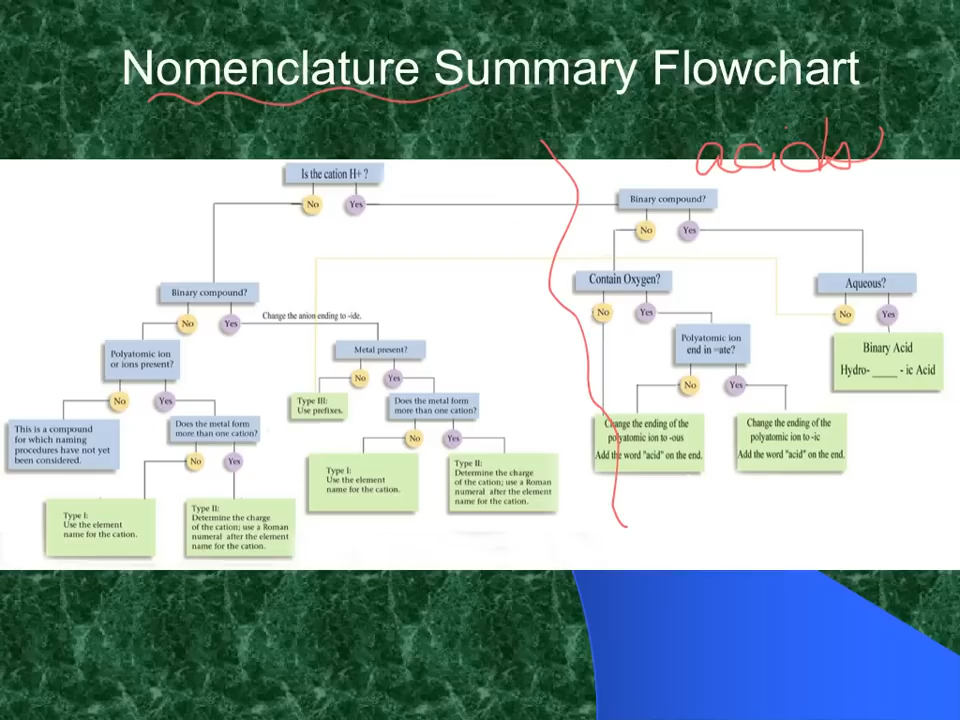 Nomenclature Summary Flowchart
acids
Is the cation H+ ?
No
Yes
Binary compound?
No
Yes
Contain Oxygen?
Aqueous?
Binary compound?
No
Yes
Change the anion ending to -ide.
No
Yes
No
Yes
Polyatomic ion
or ions present?
Metal present?
Polyatomic ion
end in =ate?
Binary Acid
Hydro- _____ - ic Acid
No
Yes
No
Yes
No
Yes
This is a compound
for which naming
procedures have not yet
been considered.
Does the metal form
more than one cation?
Type III:
Use prefixes.
Does the metal form
more than one cation?
Change the ending of the
polyatomic ion to -ous
Add the word "acid" on the end.
Change the ending of the
polyatomic ion to -ic
Add the word "acid" on the end.
No
Yes
No
Yes
Type I:
Use the element
name for the cation.
Type II:
Determine the charge
of the cation; use a Roman
numeral after the element
name for the cation.
Type I:
Use the element
name for the cation.
Type II:
Determine the charge
of the cation; use a Roman
numeral after the element
name for the cation.